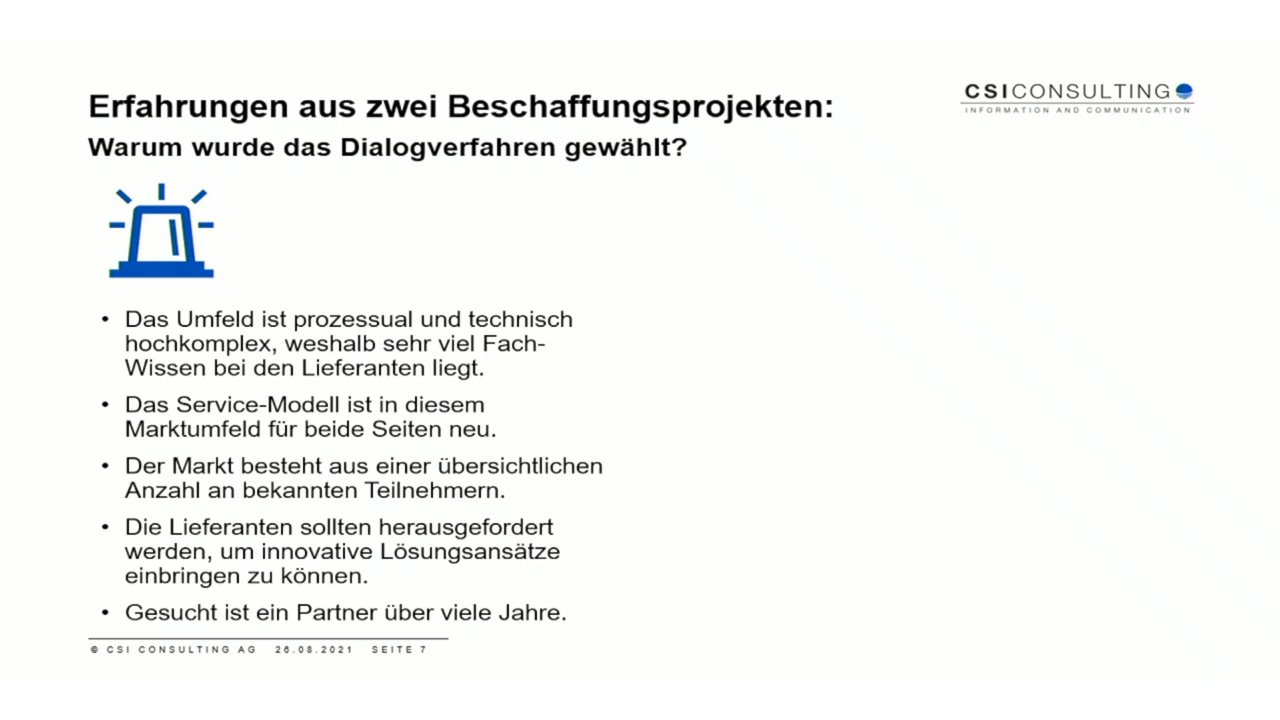 Erfahrungen aus zwei Beschaffungsprojekten:
CSICONSULTING
INFORMATION AND COMMUNICATION
Warum wurde das Dialogverfahren gewählt?
• Das Umfeld ist prozessual und technisch
hochkomplex, weshalb sehr viel Fach-
Wissen bei den Lieferanten liegt.
• Das Service-Modell ist in diesem
Marktumfeld für beide Seiten neu.
• Der Markt besteht aus einer übersichtlichen
Anzahl an bekannten Teilnehmern.
• Die Lieferanten sollten herausgefordert
werden, um innovative Lösungsansätze
einbringen zu können.
• Gesucht ist ein Partner über viele Jahre.
© CSI CONSULTING AG 26.08.2021 SEITE 7